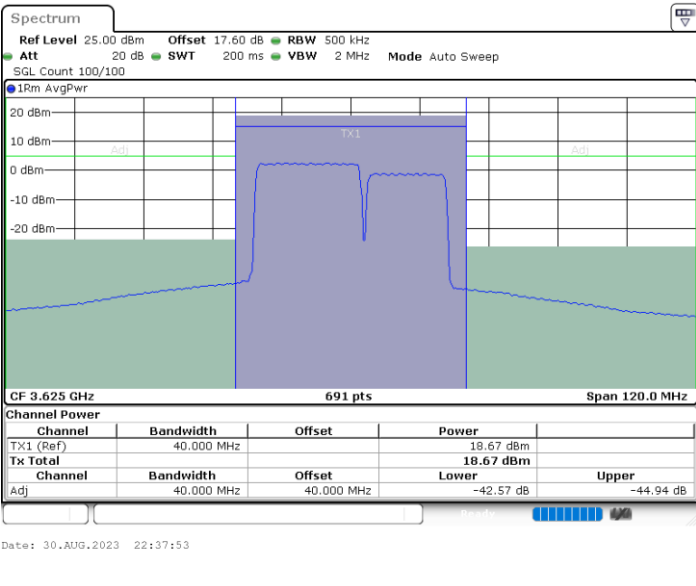 Spectrum
Ref Level 25.00 dBm Offset 17.60 dB RBW 500 kHz
Att 20 dB SWT 200 ms VBW 2 MHz Mode Auto Sweep
SGL Count 100/100
1Rm AvgPwr
20 dBm
TX1
10 dBm
Adj Adj
0 dBm
-10 dBm
-20 dBm
CF 3.625 GHz 691 pts Span 120.0 MHz
Channel Power
Channel Bandwidth Offset Power
TX1 (Ref) 40.000 MHz 18.67 dBm
Tx Total 18.67 dBm
Channel Bandwidth Offset Lower Upper
Adj 40.000 MHz 40.000 MHz -42.57 dB -44.94 dB
Ready
Date: 30.AUG.2023 22:37:53